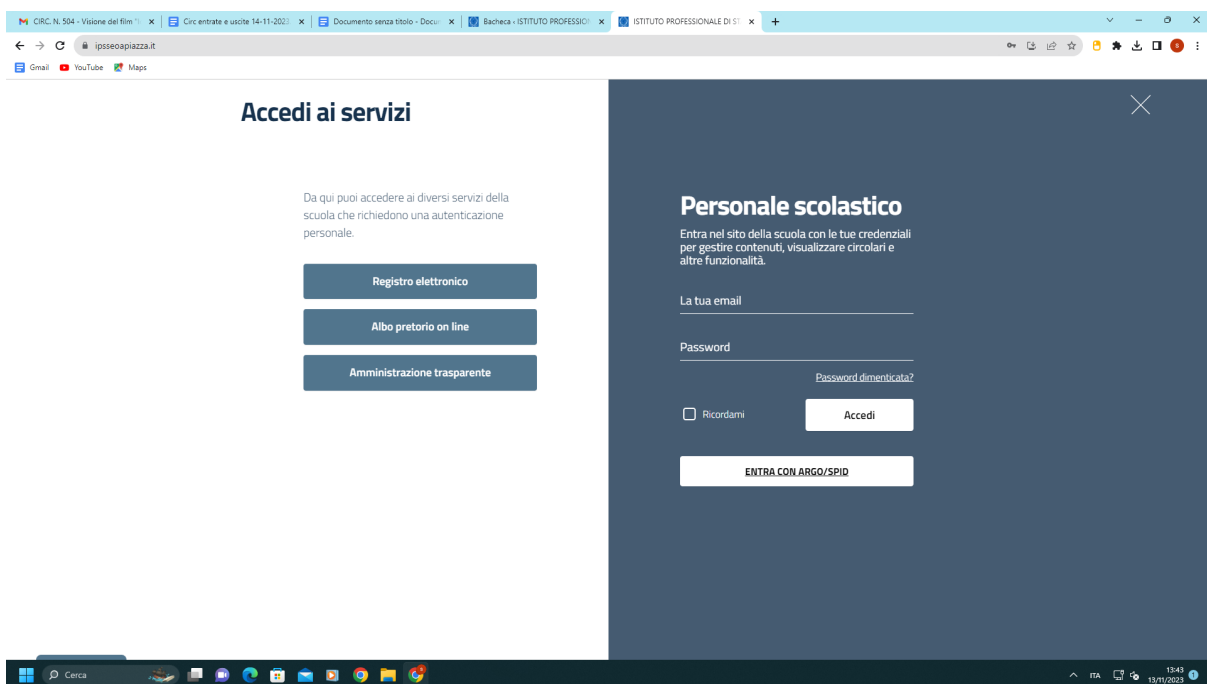 CIRC. N. 504 - Visione del film "I
Circ entrate e uscite 14-11-2023
Documento senza titolo - Docu
Bacheca ‹ ISTITUTO PROFESSION
ISTITUTO PROFESSIONALE DI ST
ipsseoapiazza.it
Gmail
YouTube
Maps
Accedi ai servizi
Da qui puoi accedere ai diversi servizi della
scuola che richiedono una autenticazione
personale.
Registro elettronico
Albo pretorio on line
Amministrazione trasparente
Personale scolastico
Entra nel sito della scuola con le tue credenziali
per gestire contenuti, visualizzare circolari e
altre funzionalità.
La tua email
Password
Password dimenticata?
Ricordami
Accedi
ENTRA CON ARGO/SPID
Cerca
ITA
13:43
13/11/2023
1